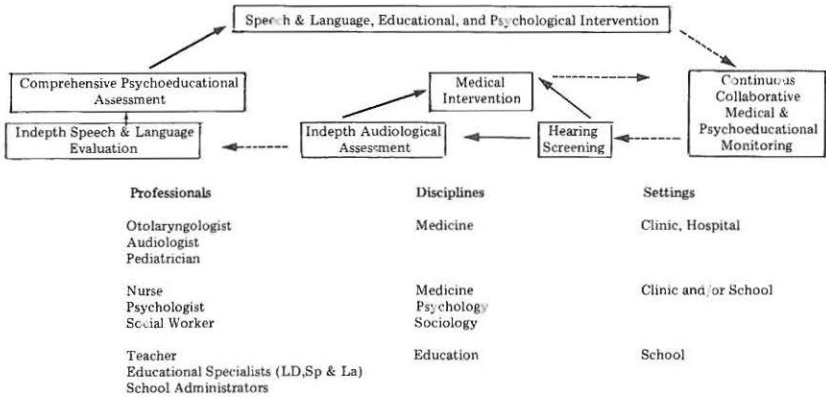 Speech & Language, Educational, and Psychological Intervention
Comprehensive Psychoeducational
Assessment
Medical
Intervention
Continuous
Collaborative
Medical &
Psychoeducational
Monitoring
Indepth Speech & Language
Evaluation
Indepth Audiological
Assessment
Hearing
Screening
Professionals Disciplines Settings
Otolaryngologist Medicine Clinic, Hospital
Audiologist
Pediatrician
Nurse Medicine Clinic and/or School
Psychologist Psychology
Social Worker Sociology
Teacher Education School
Educational Specialists (LD,Sp & La)
School Administrators